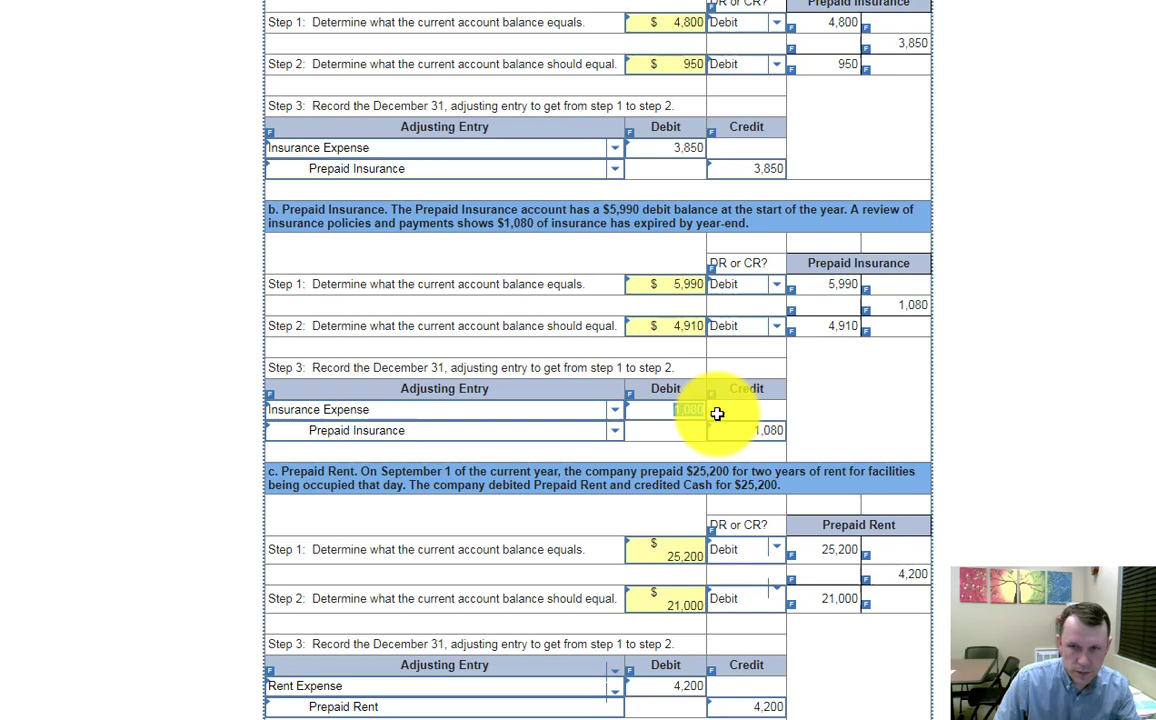 DR or CR? Prepaid Insurance
Step 1: Determine what the current account balance equals. $ 4,800 Debit 4,800
3,850
Step 2: Determine what the current account balance should equal. $ 950 Debit 950
Step 3: Record the December 31, adjusting entry to get from step 1 to step 2.
Adjusting Entry Debit Credit
Insurance Expense 3,850
Prepaid Insurance 3,850
b. Prepaid Insurance. The Prepaid Insurance account has a $5,990 debit balance at the start of the year. A review of
insurance policies and payments shows $1,080 of insurance has expired by year-end.
DR or CR? Prepaid Insurance
Step 1: Determine what the current account balance equals. $ 5,990 Debit 5,990
1,080
Step 2: Determine what the current account balance should equal. $ 4,910 Debit 4,910
Step 3: Record the December 31, adjusting entry to get from step 1 to step 2.
Adjusting Entry Debit Credit
Insurance Expense 1,080
Prepaid Insurance 1,080
c. Prepaid Rent. On September 1 of the current year, the company prepaid $25,200 for two years of rent for facilities
being occupied that day. The company debited Prepaid Rent and credited Cash for $25,200.
DR or CR? Prepaid Rent
Step 1: Determine what the current account balance equals. $ 25,200 Debit 25,200
4,200
Step 2: Determine what the current account balance should equal. $ 21,000 Debit 21,000
Step 3: Record the December 31, adjusting entry to get from step 1 to step 2.
Adjusting Entry Debit Credit
Rent Expense 4,200
Prepaid Rent 4,200